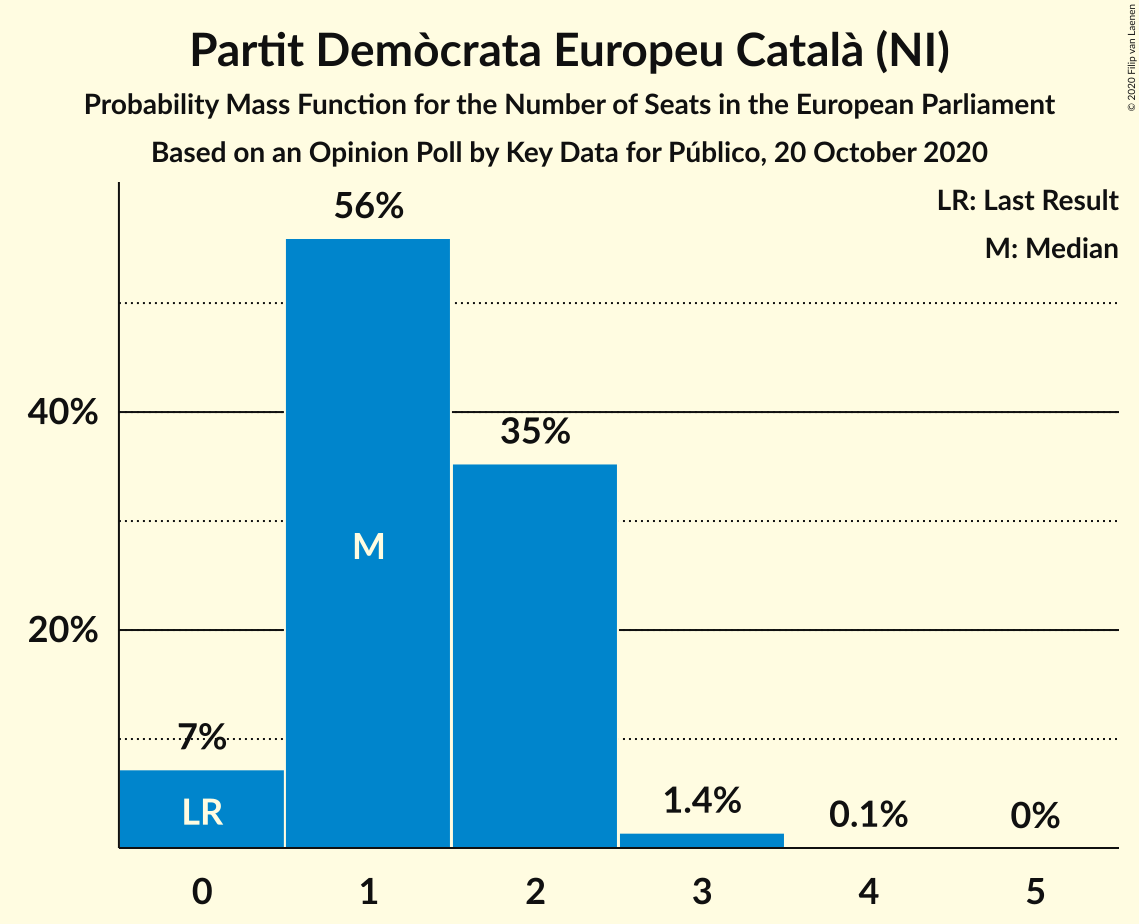 Partit Demòcrata Europeu Català (NI)
Probability Mass Function for the Number of Seats in the European Parliament
Based on an Opinion Poll by Key Data for Público, 20 October 2020
© 2020 Filip van Laenen
LR: Last Result
M: Median
56%
40%
35%
M
20%
7%
LR
1.4%
0.1%
0%
0 1 2 3 4 5